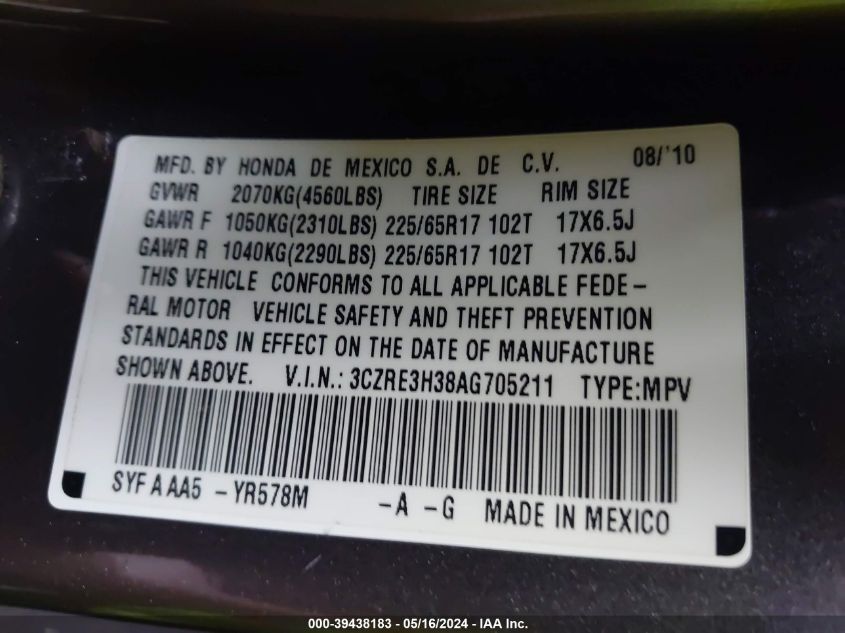 MFD. BY HONDA DE MEXICO S.A. DE C.V. 08/'10
GVWR 2070KG(4560LBS) TIRE SIZE RIM SIZE
GAWR F 1050KG(2310LBS) 225/65R17 102T 17X6.5J
GAWR R 1040KG(2290LBS) 225/65R17 102T 17X6.5J
THIS VEHICLE CONFORMS TO ALL APPLICABLE FEDE-
RAL MOTOR VEHICLE SAFETY AND THEFT PREVENTION
STANDARDS IN EFFECT ON THE DATE OF MANUFACTURE
SHOWN ABOVE. V.I.N.: 3CZRE3H38AG705211 TYPE:MPV
SYF A AA5 -YR578M -A -G MADE IN MEXICO
000-39438183 - 05/16/2024 - IAA Inc.